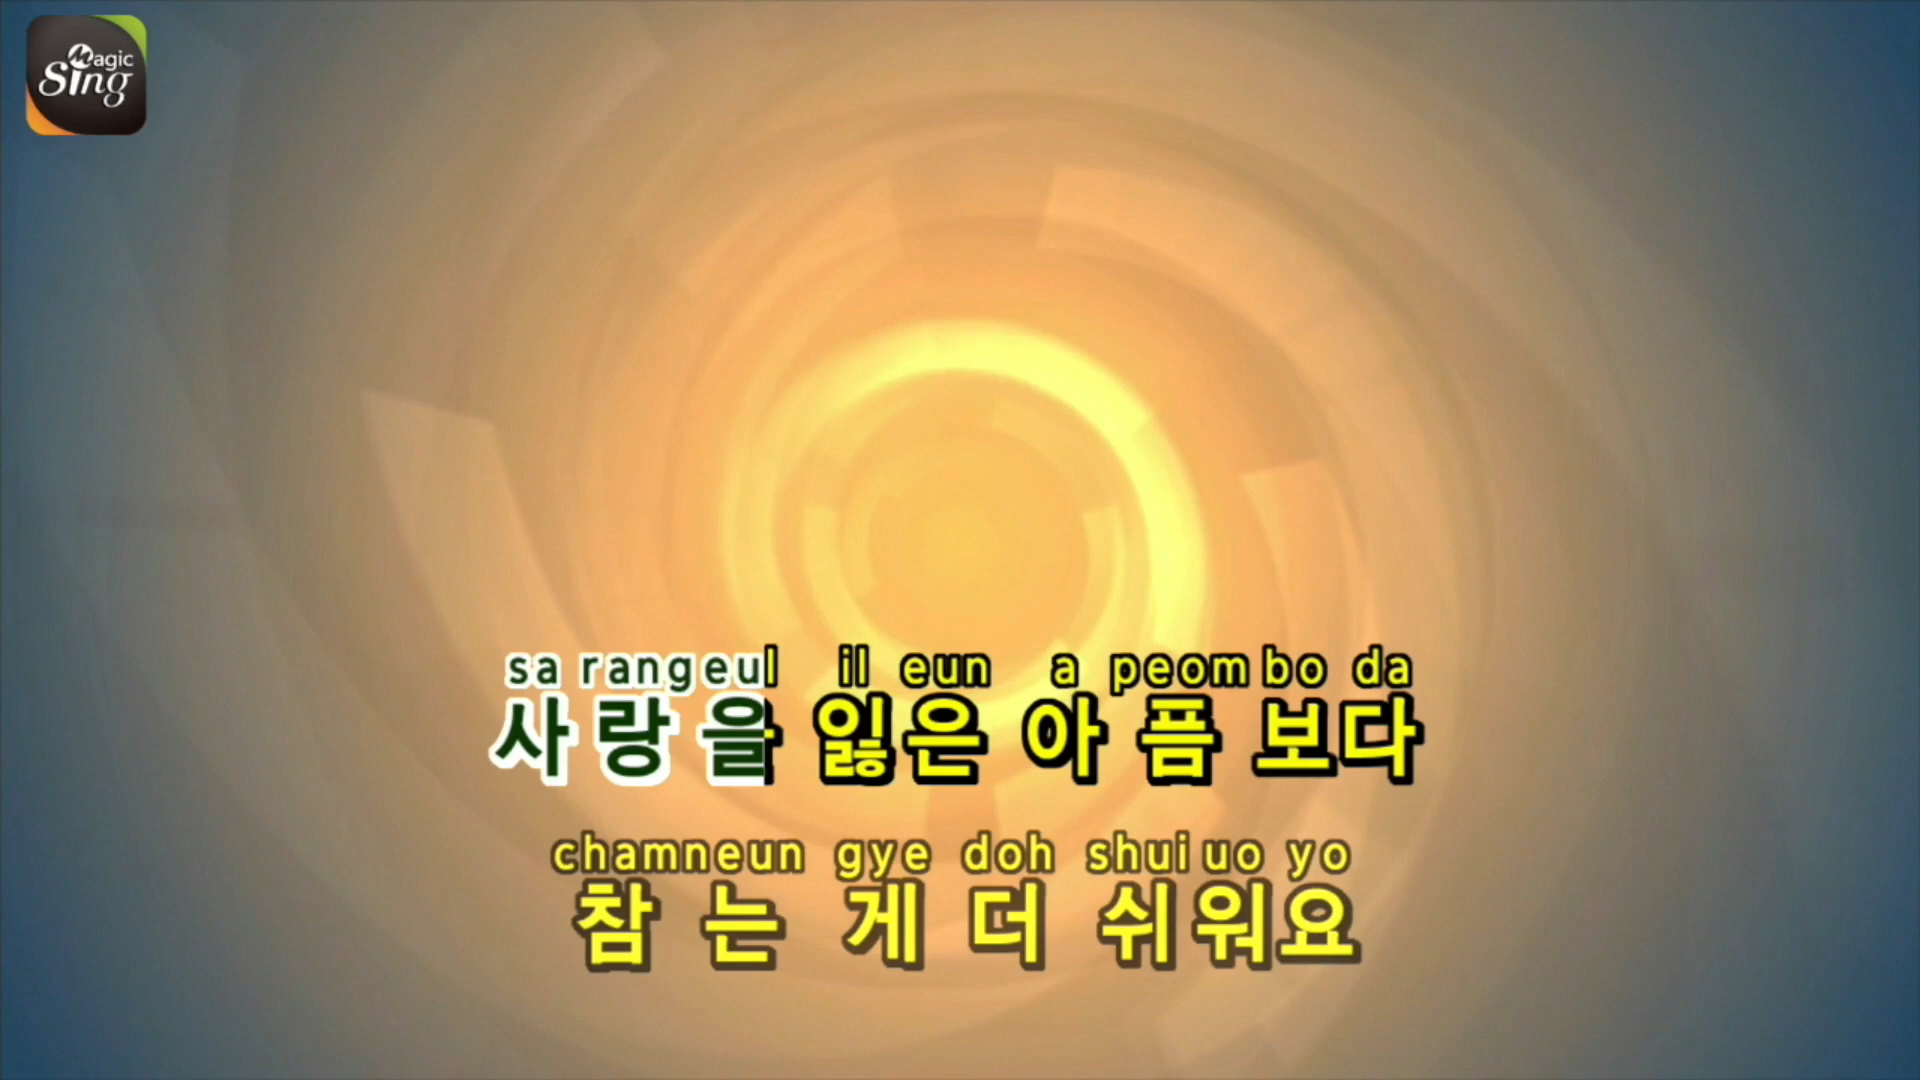 Magic
Sing
sa rangeul il eun a peom bo da
사랑을 잃은 아픔보다
chamneun gye doh shui uo yo
참는 게 더 쉬워요